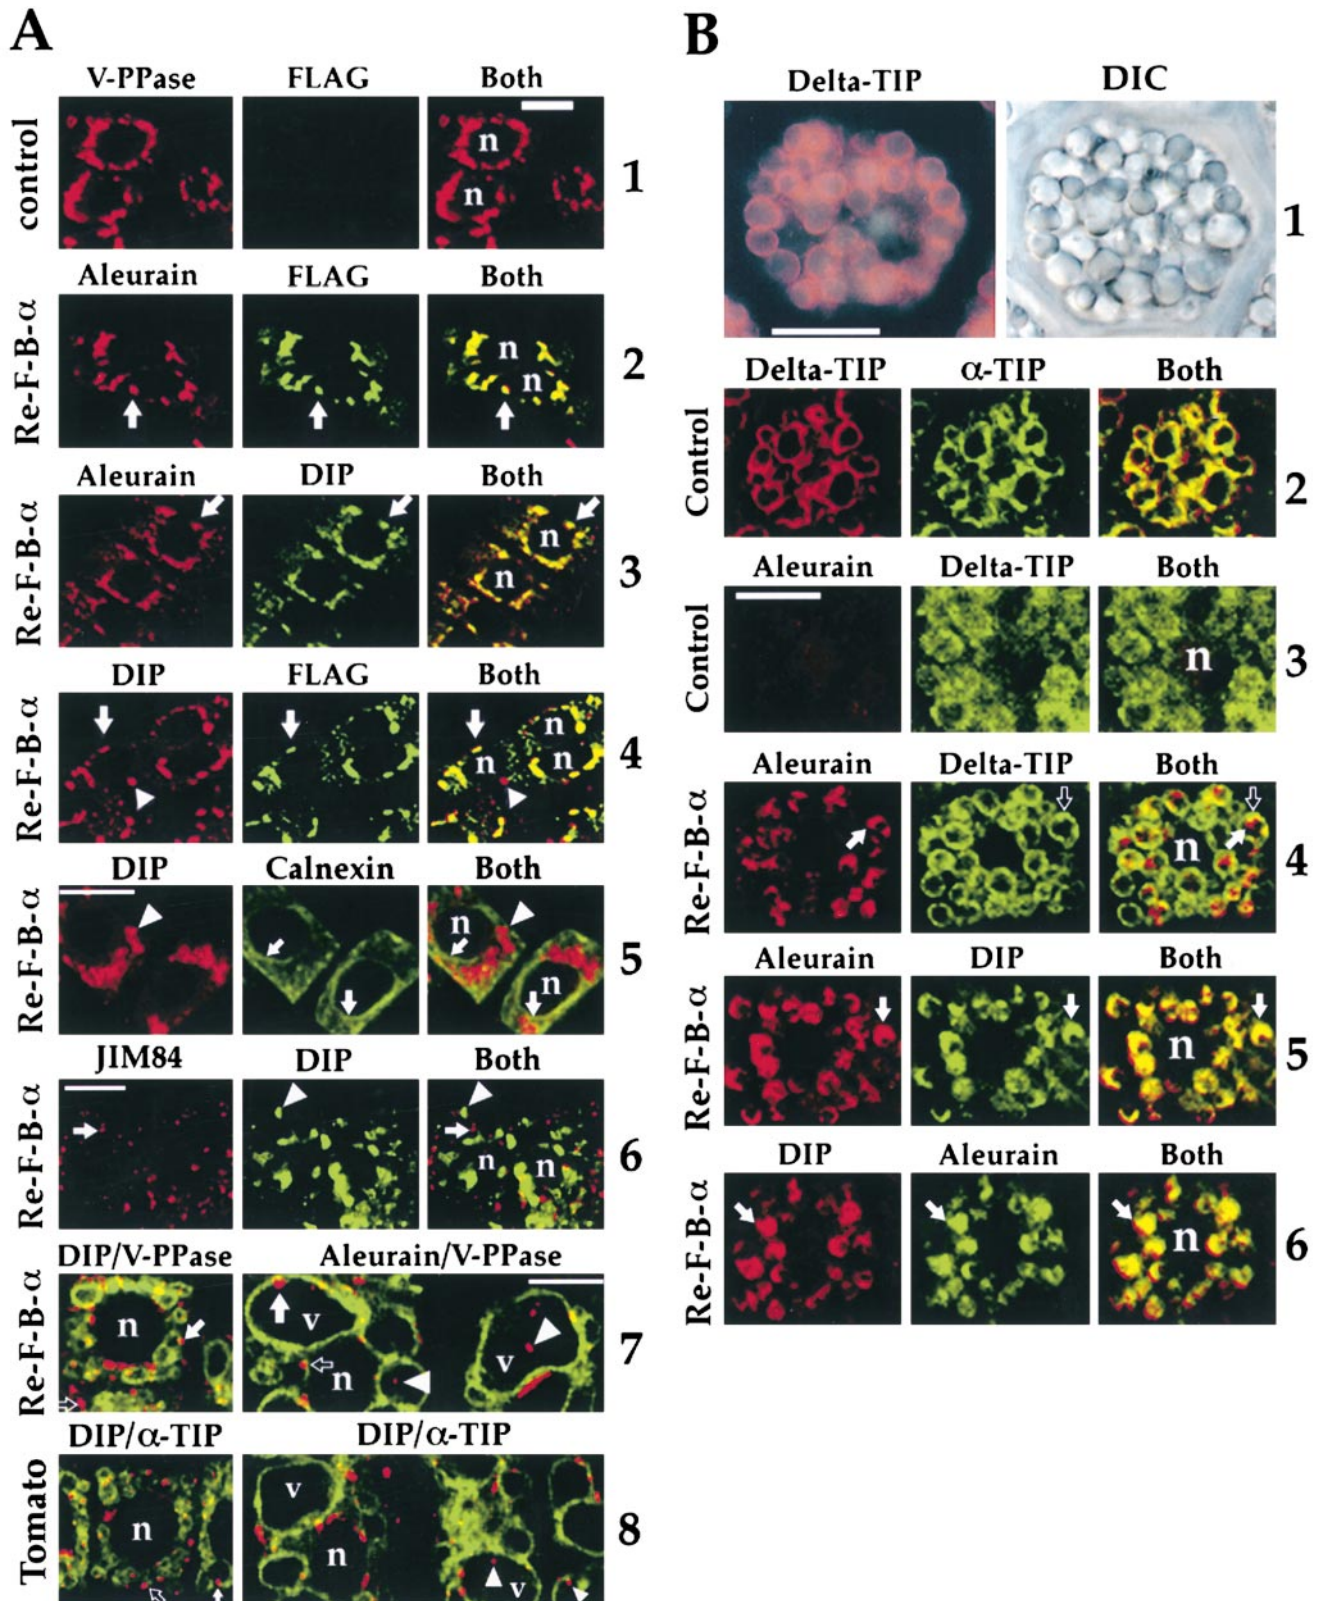 A
V-PPase FLAG Both
control
n
n
1
Aleurain FLAG Both
Re-F-B-α
n
n
2
Aleurain DIP Both
Re-F-B-α
n
n
3
DIP FLAG Both
Re-F-B-α
n
n
n
4
DIP Calnexin Both
Re-F-B-α
n
n
5
JIM84 DIP Both
Re-F-B-α
n
n
6
DIP/V-PPase Aleurain/V-PPase
Re-F-B-α
n
v
n
v
7
DIP/α-TIP DIP/α-TIP
Tomato
n
v
n
v
8
B
Delta-TIP DIC
1
Delta-TIP α-TIP Both
Control
2
Aleurain Delta-TIP Both
Control
n
3
Aleurain Delta-TIP Both
Re-F-B-α
n
4
Aleurain DIP Both
Re-F-B-α
n
5
DIP Aleurain Both
Re-F-B-α
n
6